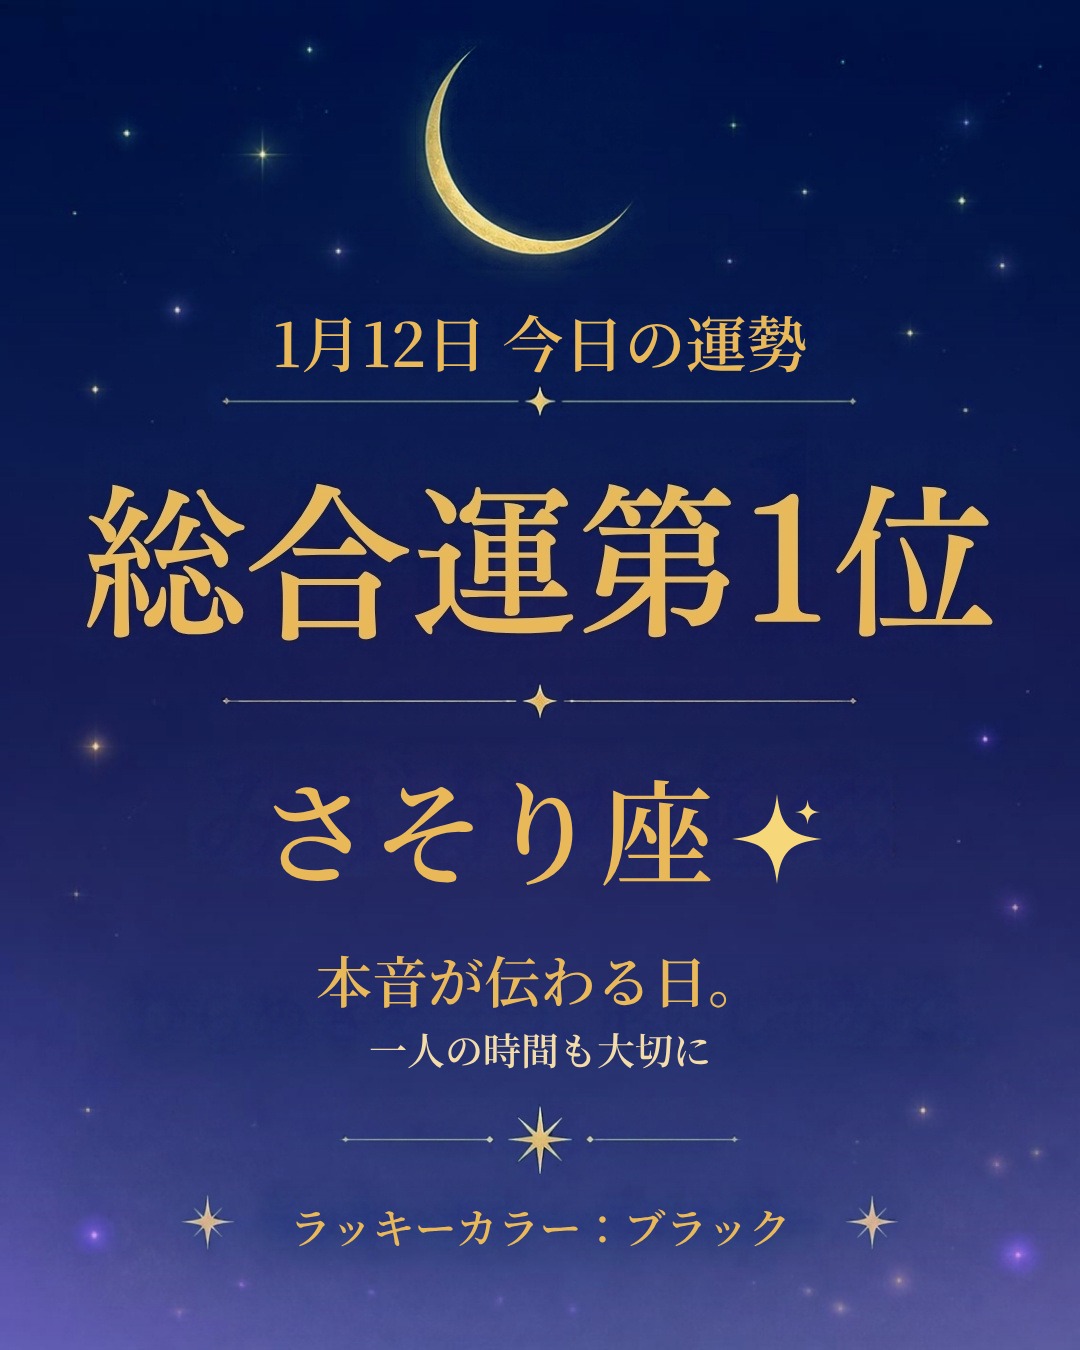 1月12日 今日の運勢
総合運第1位
さそり座
本音が伝わる日。
一人の時間も大切に
ラッキーカラー：ブラック